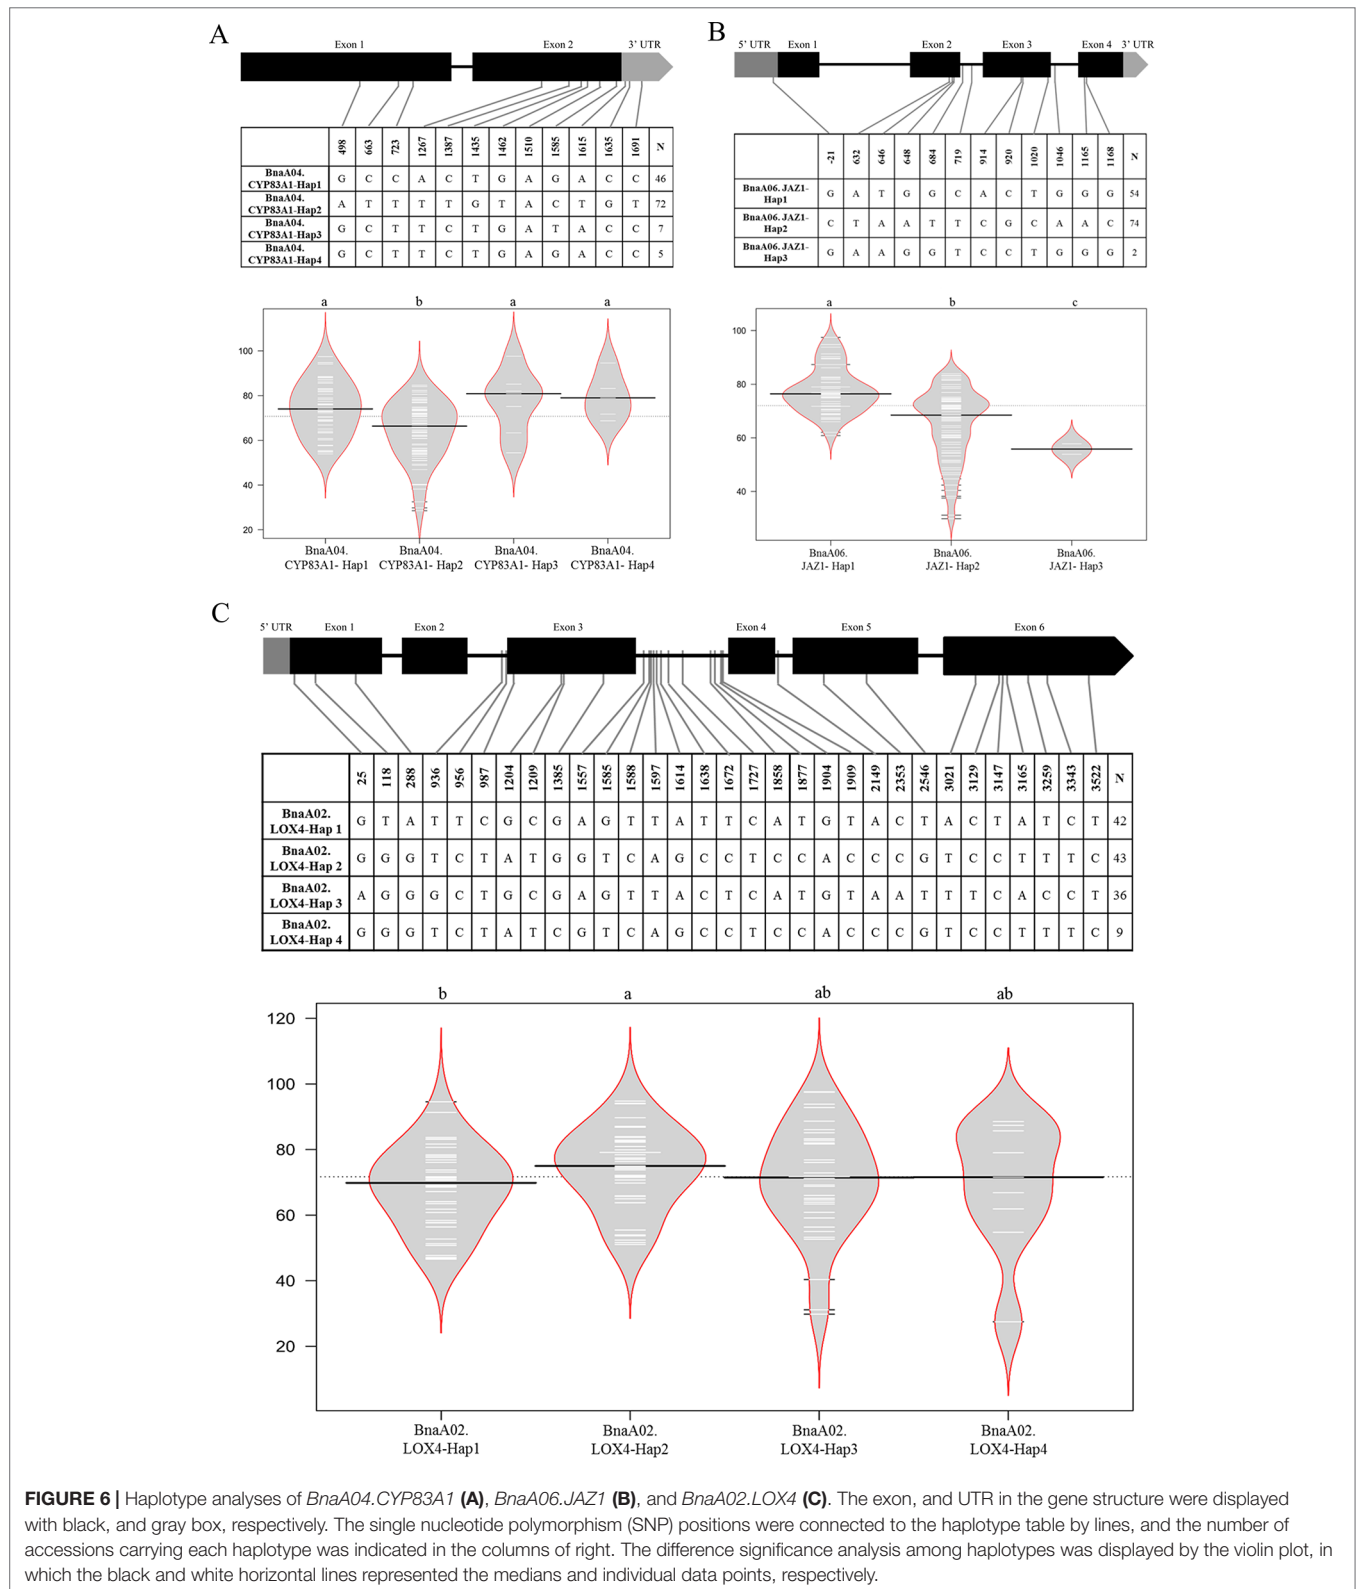 A
Exon 1 Exon 2 3’ UTR
498 663 723 1267 1387 1435 1462 1510 1585 1615 1635 1691 N
BnaA04.
CYP83A1-Hap1 G C C A C T G A G A C C 46
BnaA04.
CYP83A1-Hap2 A T T T T G T A C T G T 72
BnaA04.
CYP83A1-Hap3 G C T T C T G A T A C C 7
BnaA04.
CYP83A1-Hap4 G C T T C T G A G A C C 5
a b a a
100
80
60
40
20
BnaA04. BnaA04. BnaA04. BnaA04.
CYP83A1- Hap1 CYP83A1- Hap2 CYP83A1- Hap3 CYP83A1- Hap4
B
5’ UTR Exon 1 Exon 2 Exon 3 Exon 4 3’ UTR
-21 632 646 648 684 719 914 920 1020 1046 1165 1168 N
BnaA06. JAZ1-
Hap1 G A T G G C A C T G G G 54
BnaA06. JAZ1-
Hap2 C T A A T T C G C A A C 74
BnaA06. JAZ1-
Hap3 G A A G G T C C T G G G 2
a b c
100
80
60
40
BnaA06. BnaA06. BnaA06.
JAZ1- Hap1 JAZ1- Hap2 JAZ1- Hap3
C
5’ UTR Exon 1 Exon 2 Exon 3 Exon 4 Exon 5 Exon 6
25 118 288 936 956 987 1204 1209 1385 1557 1585 1588 1597 1614 1638 1672 1727 1858 1877 1904 1909 2149 2353 2546 3021 3129 3147 3165 3259 3343 3522 N
BnaA02.
LOX4-Hap 1 G T A T T C G C G A G T T A T T C A T G T A C T A C T A T C T 42
BnaA02.
LOX4-Hap 2 G G G T C T A T G G T C A G C C T C C A C C C G T C C T T T C 43
BnaA02.
LOX4-Hap 3 A G G G C T G C G A G T T A C T C A T G T A A T T T C A C C T 36
BnaA02.
LOX4-Hap 4 G G G T C T A T C G T C A G C C T C C A C C C G T C C T T T C 9
b a ab ab
120
100
80
60
40
20
BnaA02. BnaA02. BnaA02. BnaA02.
LOX4-Hap1 LOX4-Hap2 LOX4-Hap3 LOX4-Hap4
FIGURE 6 | Haplotype analyses of BnaA04.CYP83A1 (A), BnaA06.JAZ1 (B), and BnaA02.LOX4 (C). The exon, and UTR in the gene structure were displayed
with black, and gray box, respectively. The single nucleotide polymorphism (SNP) positions were connected to the haplotype table by lines, and the number of
accessions carrying each haplotype was indicated in the columns of right. The difference significance analysis among haplotypes was displayed by the violin plot, in
which the black and white horizontal lines represented the medians and individual data points, respectively.